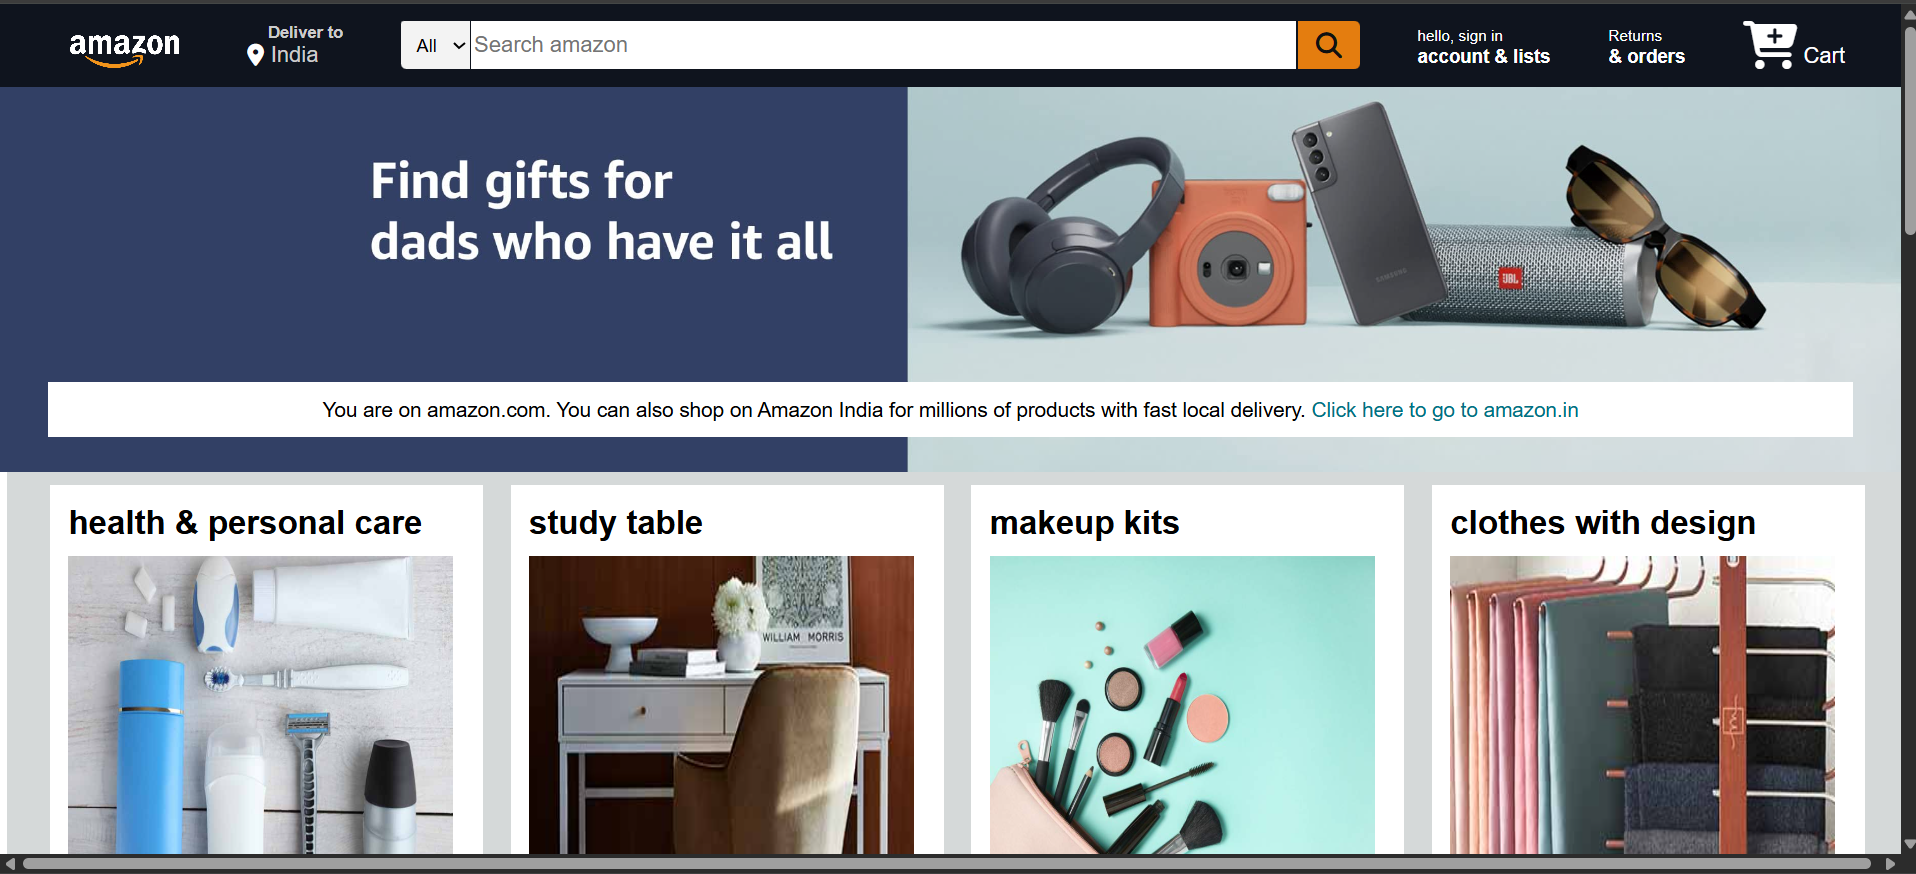 amazon
Deliver to
India
All
Search amazon
hello, sign in
account & lists
Returns
& orders
Cart
Find gifts for
dads who have it all
SAMSUNG
JBL
You are on amazon.com. You can also shop on Amazon India for millions of products with fast local delivery. Click here to go to amazon.in
health & personal care
study table
makeup kits
clothes with design
WILLIAM MORRIS